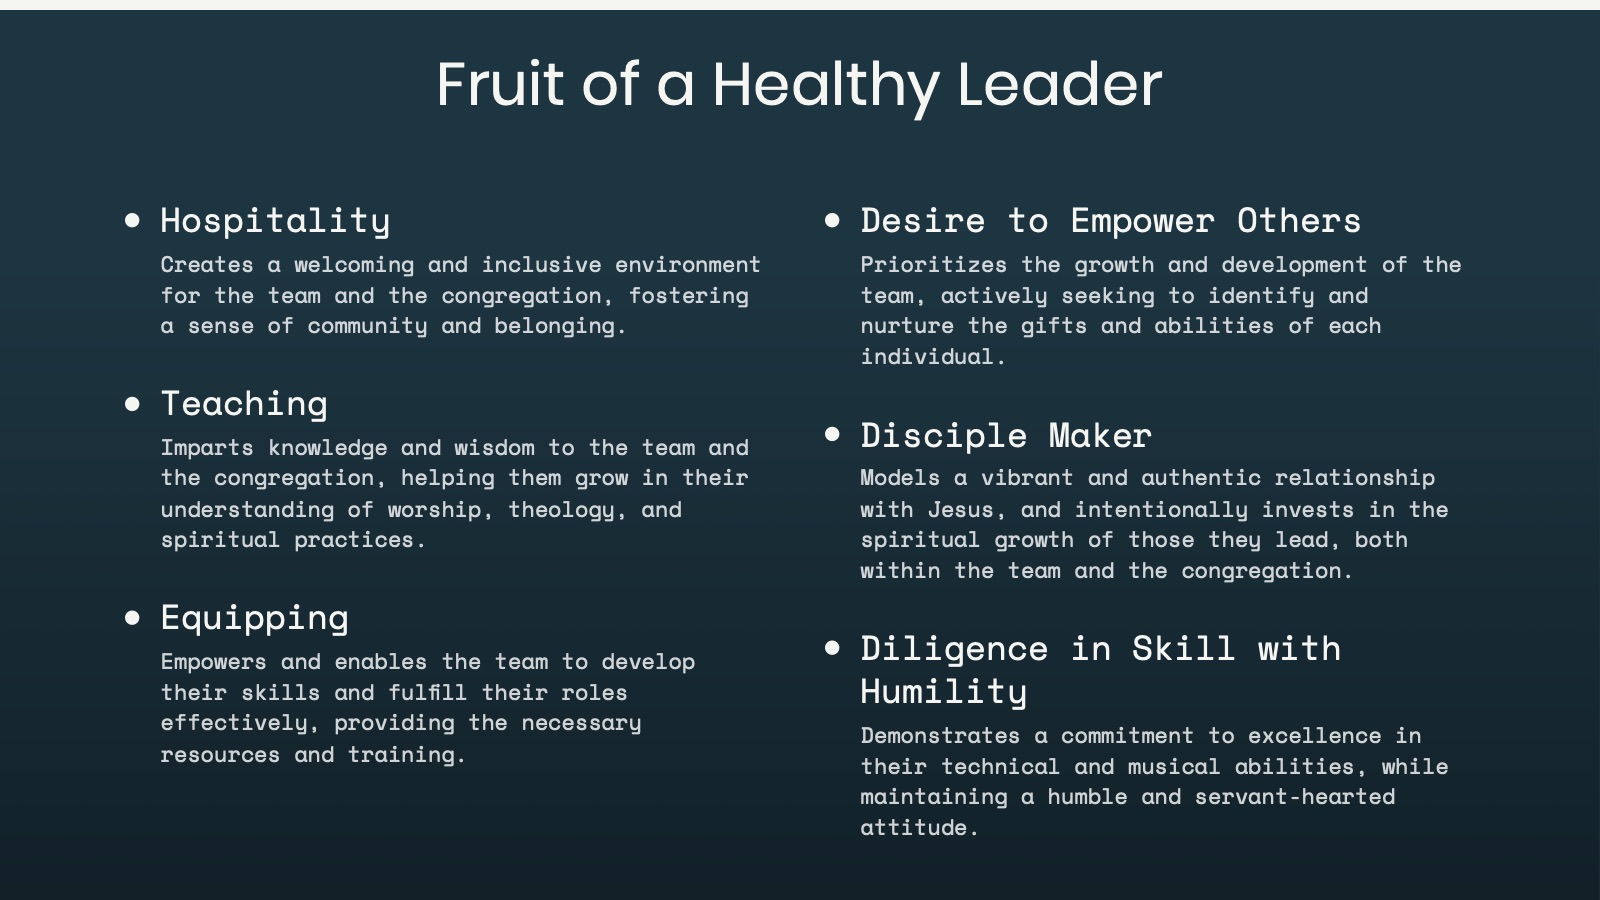 Fruit of a Healthy Leader
Hospitality
Creates a welcoming and inclusive environment
for the team and the congregation, fostering
a sense of community and belonging.
Teaching
Imparts knowledge and wisdom to the team and
the congregation, helping them grow in their
understanding of worship, theology, and
spiritual practices.
Equipping
Empowers and enables the team to develop
their skills and fulfill their roles
effectively, providing the necessary
resources and training.
Desire to Empower Others
Prioritizes the growth and development of the
team, actively seeking to identify and
nurture the gifts and abilities of each
individual.
Disciple Maker
Models a vibrant and authentic relationship
with Jesus, and intentionally invests in the
spiritual growth of those they lead, both
within the team and the congregation.
Diligence in Skill with
Humility
Demonstrates a commitment to excellence in
their technical and musical abilities, while
maintaining a humble and servant-hearted
attitude.